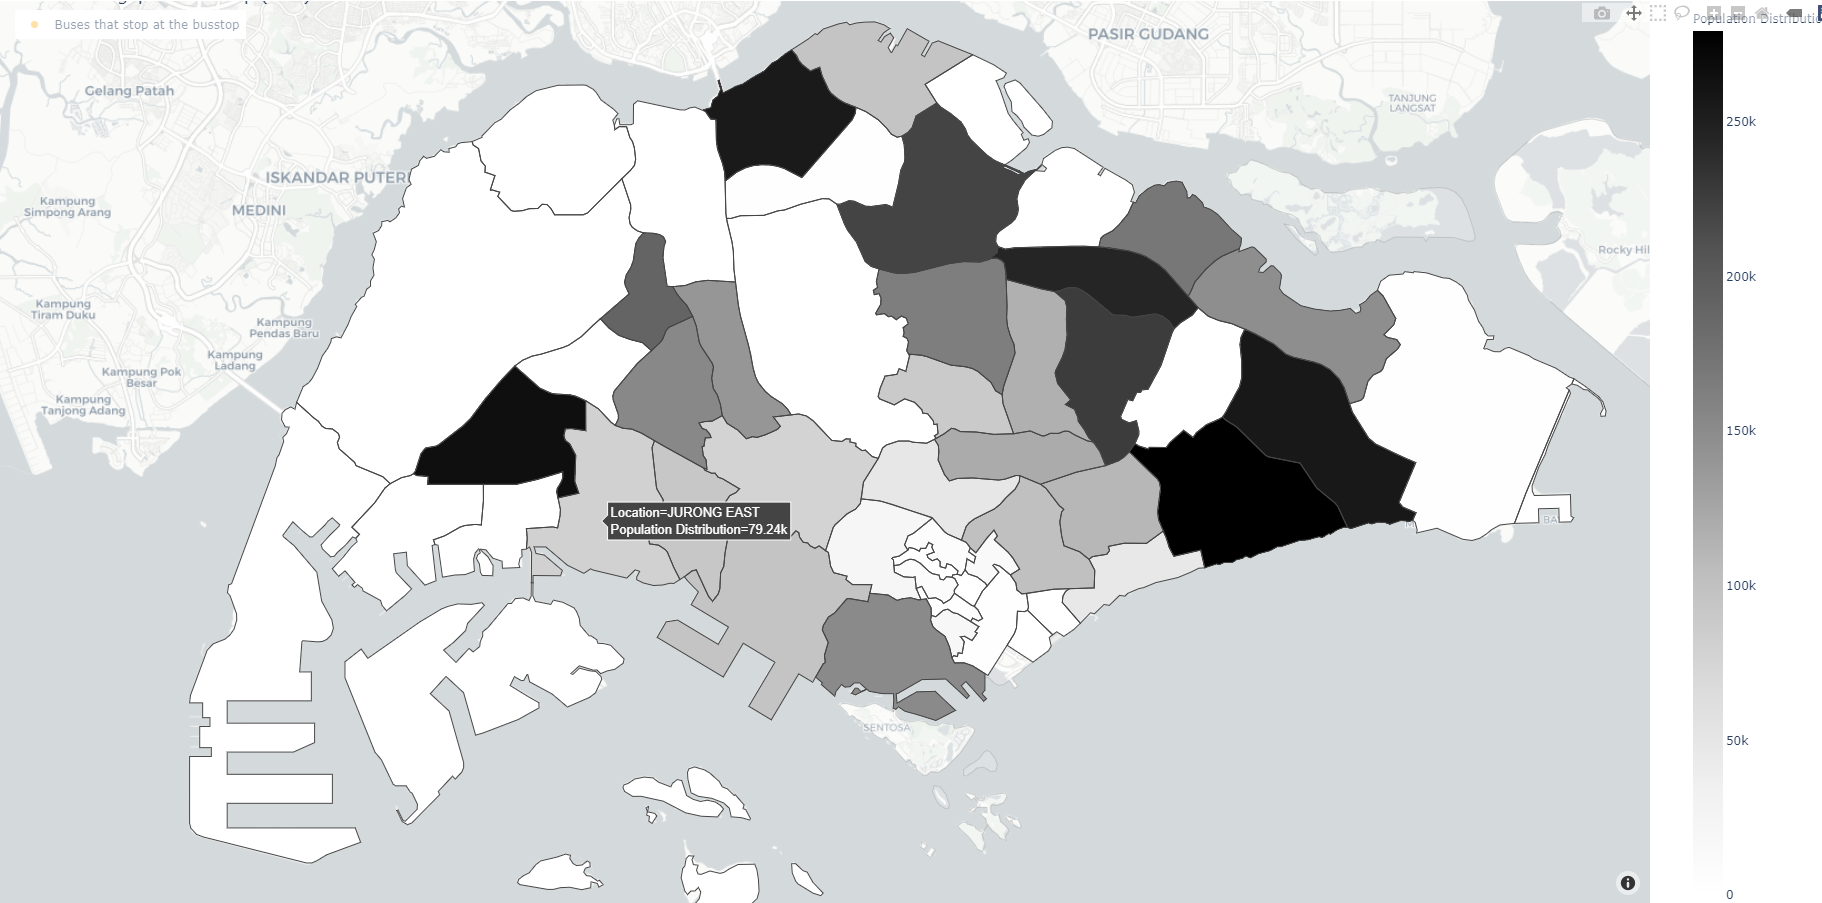 Buses that stop at the busstop
Population Distributio
PASIR GUDANG
Gelang Patah
TANJUNG
LANGSAT
ISKANDAR PUTERI
Kampung
Simpong Arang
MEDINI
Rocky Hil
Kampung
Tiram Duku
Kampung
Pendas Baru
Kampung
Ladang
Kampung Pok
Besar
Kampung
Tanjong Adang
Location=JURONG EAST
Population Distribution=79.24k
BA
SENTOSA
250k
200k
150k
100k
50k
0